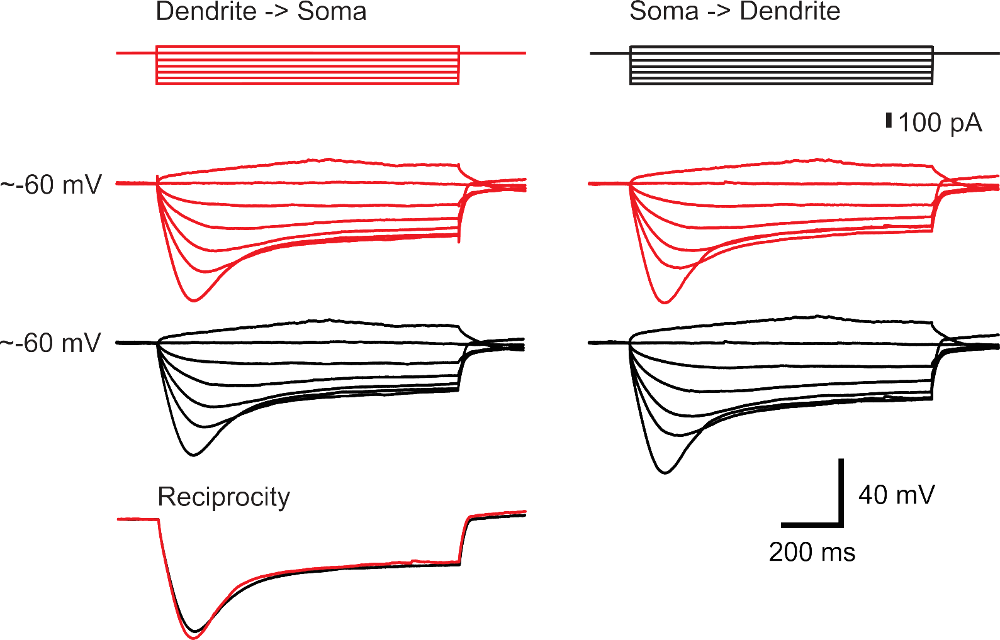 Dendrite -> Soma
Soma -> Dendrite
100 pA
~-60 mV
~-60 mV
Reciprocity
40 mV
200 ms